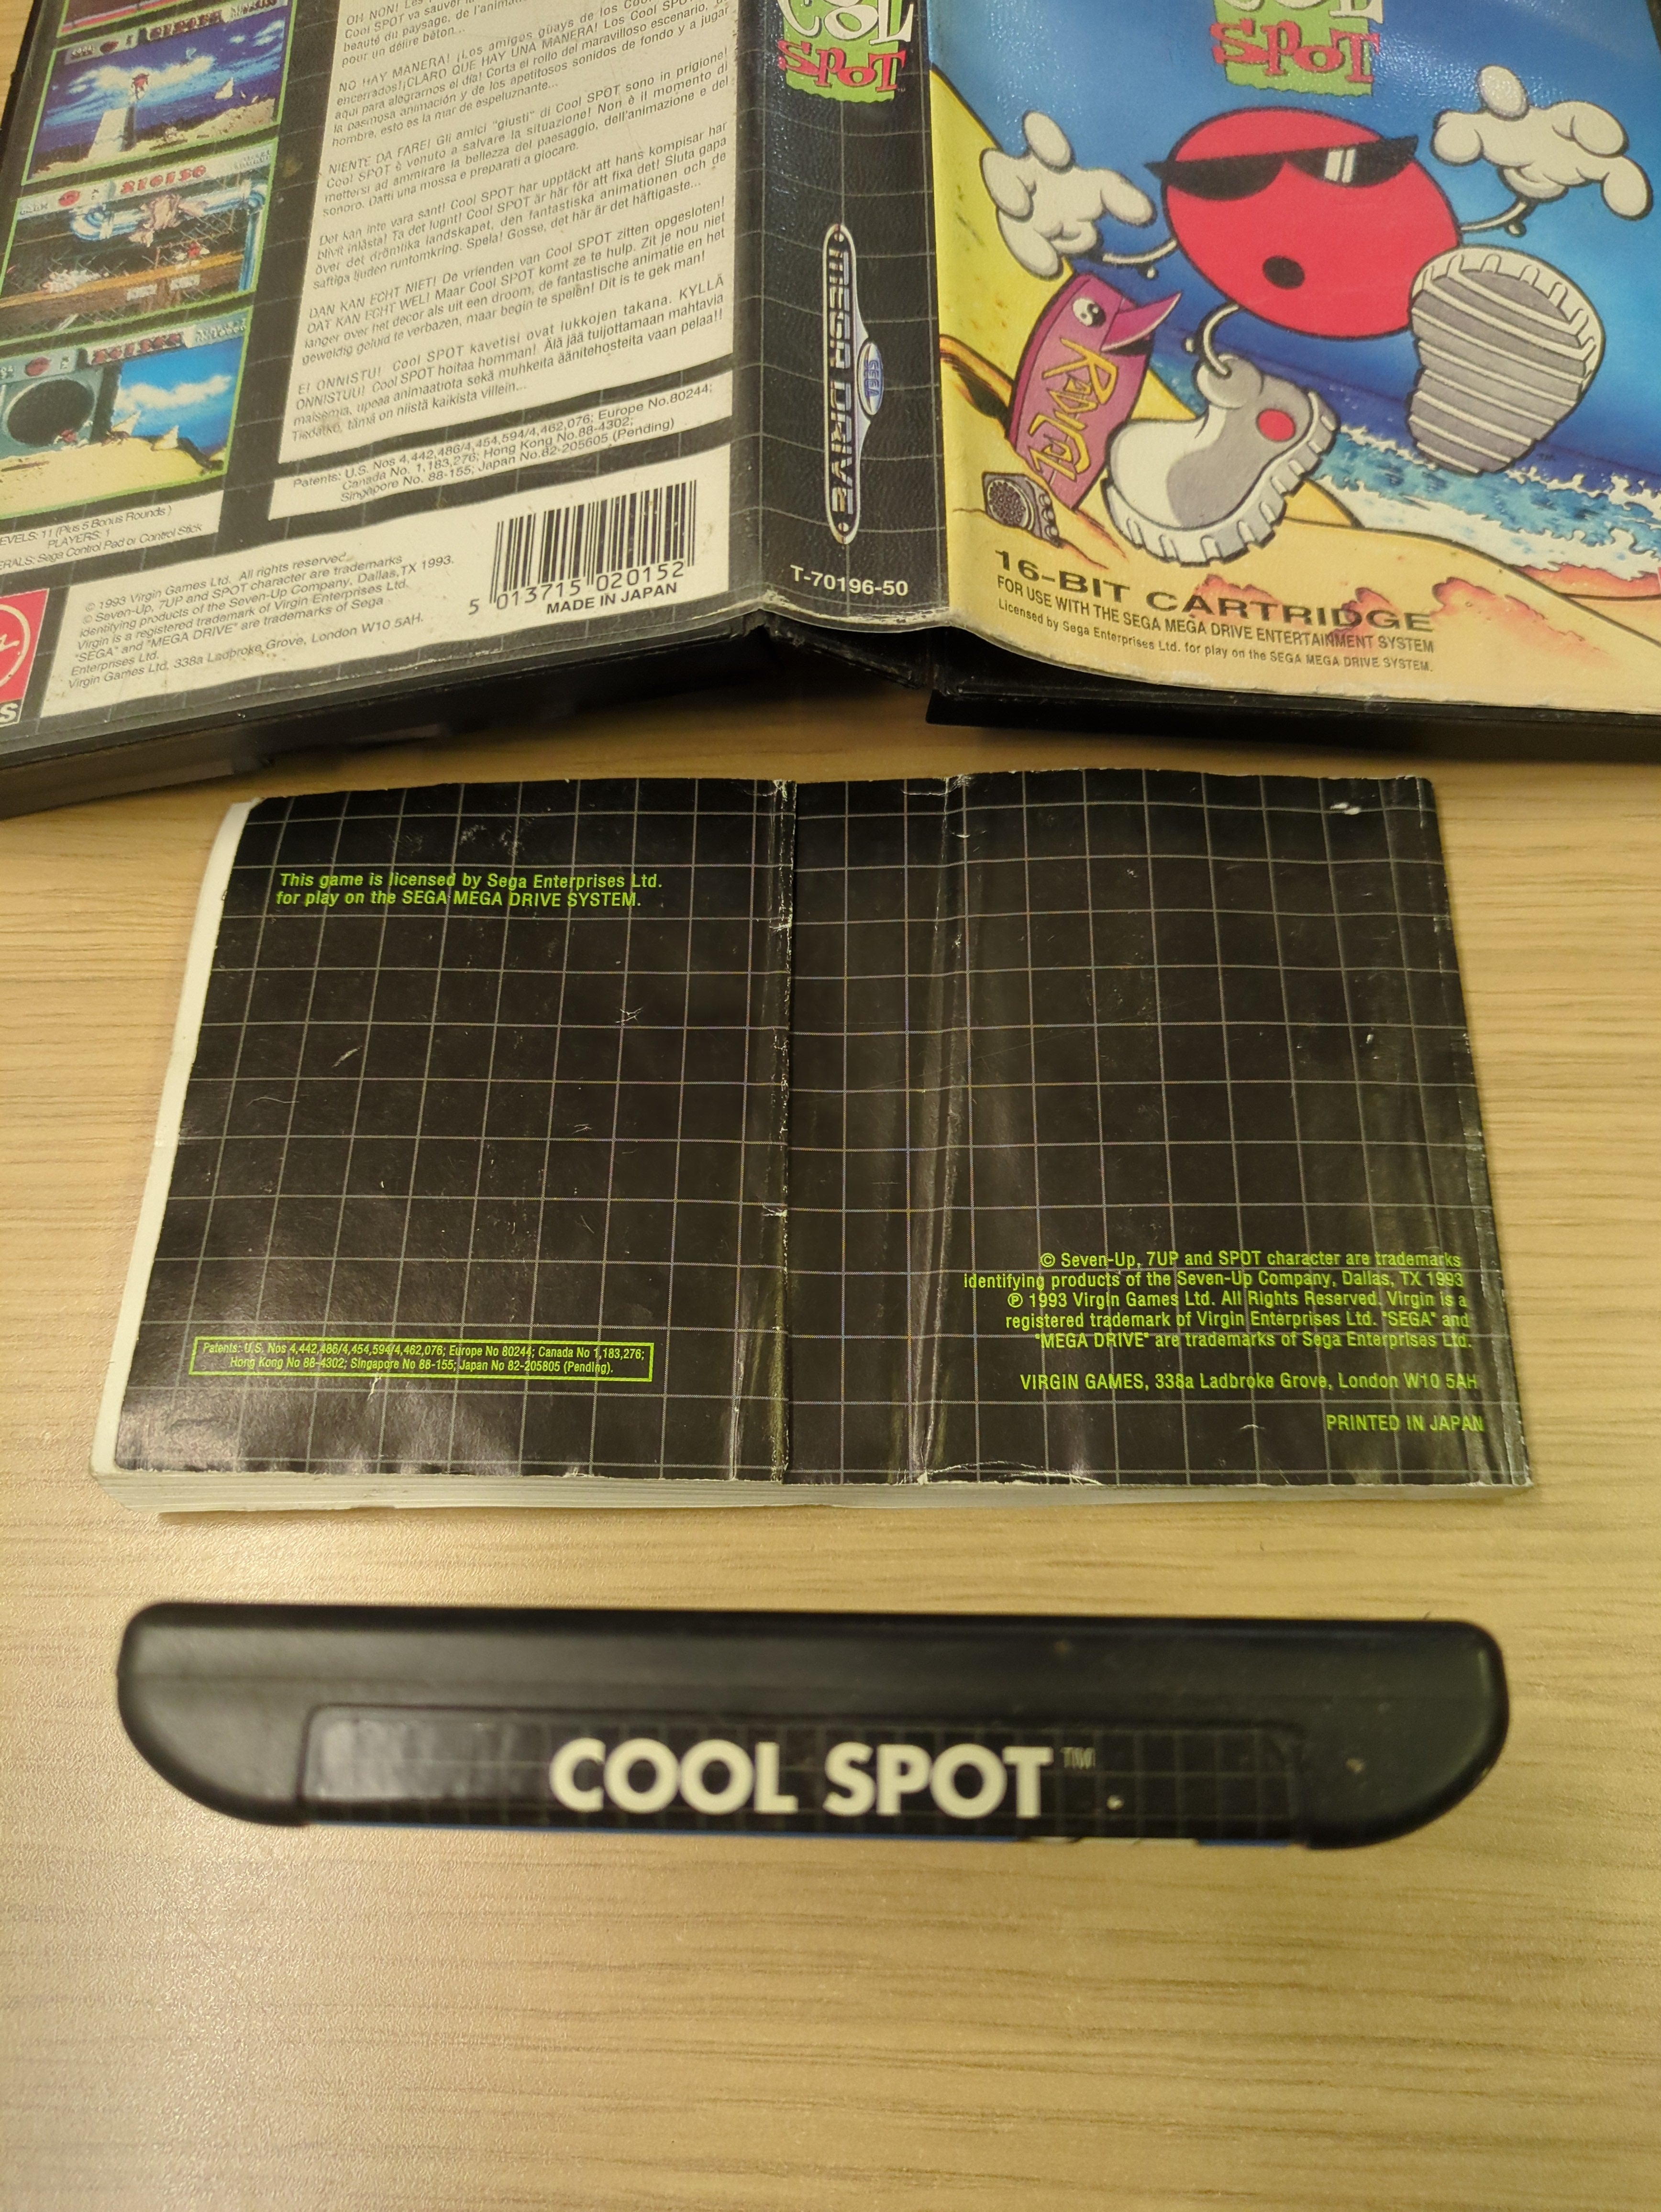 OH NON! Les
Cool SPOT va sauver
beauté du paysage, de l'animat
pour un délire béton...
NO HAY MANERA! ¡Los amigos güays de los Cool
encerrados!¡CLARO QUE HAY UNA MANERA! Los Cool SPOT
aqui para alegrarnos el día! Corta el rollo del maravilloso escenario,
la pasmosa animación y de los apetitosos sonidos de fondo y a jugar
hombre, esto es la mar de espeluznante...
NIENTE DA FARE! Gli amici "giusti" di Cool SPOT sono in prigione!
Cool SPOT è venuto a salvare la situazione! Non è il momento di
mettersi ad ammirare la bellezza del paesaggio, dell'animazione e del
sonoro. Datti una mossa e preparati a giocare.
Det kan inte vara sant! Cool SPOT har upptäckt att hans kompisar har
blivit inlåsta! Ta det lugnt! Cool SPOT är här för att fixa det! Sluta gapa
över det drömlika landskapet, den fantastiska animationen och de
saftiga ljuden runtomkring. Spela! Gosse, det här är det häftigaste...
DAN KAN ECHT NIET! De vrienden van Cool SPOT zitten opgesloten!
DAT KAN ECHT WEL! Maar Cool SPOT komt ze te hulp. Zit je nou niet
langer over het decor als uit een droom, de fantastische animatie en het
geweldig geluid te verbazen, maar begin te spelen! Dit is te gek man!
EI ONNISTU! Cool SPOT kavetisi ovat lukkojen takana. KYLLÄ
ONNISTUU! Cool SPOT hoitaa homman! Älä jää tuijottamaan mahtavia
maisemia, upeaa animaatiota sekä muhkeita äänitehosteita vaan pelaa!!
Tiedätkö, tämä on niistä kaikista villein...
Patents: U.S. Nos 4,442,486/4,454,594/4,462,076; Europe No.80244;
Canada No. 1,183,276; Hong Kong No.88-4302;
Singapore No. 88-155; Japan No.82-205605 (Pending)
EVELS: 11 (Plus 5 Bonus Rounds)
PLAYERS: 1
ERALS: Sega Control Pad or Control Stick
© 1993 Virgin Games Ltd. All rights reserved.
© Seven-Up, 7UP and SPOT character are trademarks
identifying products of the Seven-Up Company, Dallas, TX 1993.
Virgin is a registered trademark of Virgin Enterprises Ltd.
"SEGA" and "MEGA DRIVE" are trademarks of Sega
Enterprises Ltd.
Virgin Games Ltd. 338a Ladbroke Grove, London W10 5AH.
5 013715 020152
MADE IN JAPAN
COOL
SPOT
MEGA DRIVE
SEGA
T-70196-50
COOL
SPOT
RADICAL
16-BIT CARTRIDGE
FOR USE WITH THE SEGA MEGA DRIVE ENTERTAINMENT SYSTEM
Licensed by Sega Enterprises Ltd. for play on the SEGA MEGA DRIVE SYSTEM.
This game is licensed by Sega Enterprises Ltd.
for play on the SEGA MEGA DRIVE SYSTEM.
Patents: U.S. Nos 4,442,486/4,454,594/4,462,076; Europe No 80244; Canada No 1,183,276;
Hong Kong No 88-4302; Singapore No 88-155; Japan No 82-205605 (Pending).
© Seven-Up, 7UP and SPOT character are trademarks
identifying products of the Seven-Up Company, Dallas, TX 1993
℗ 1993 Virgin Games Ltd. All Rights Reserved. Virgin is a
registered trademark of Virgin Enterprises Ltd. "SEGA" and
"MEGA DRIVE" are trademarks of Sega Enterprises Ltd.
VIRGIN GAMES, 338a Ladbroke Grove, London W10 5AH
PRINTED IN JAPAN
COOL SPOT™